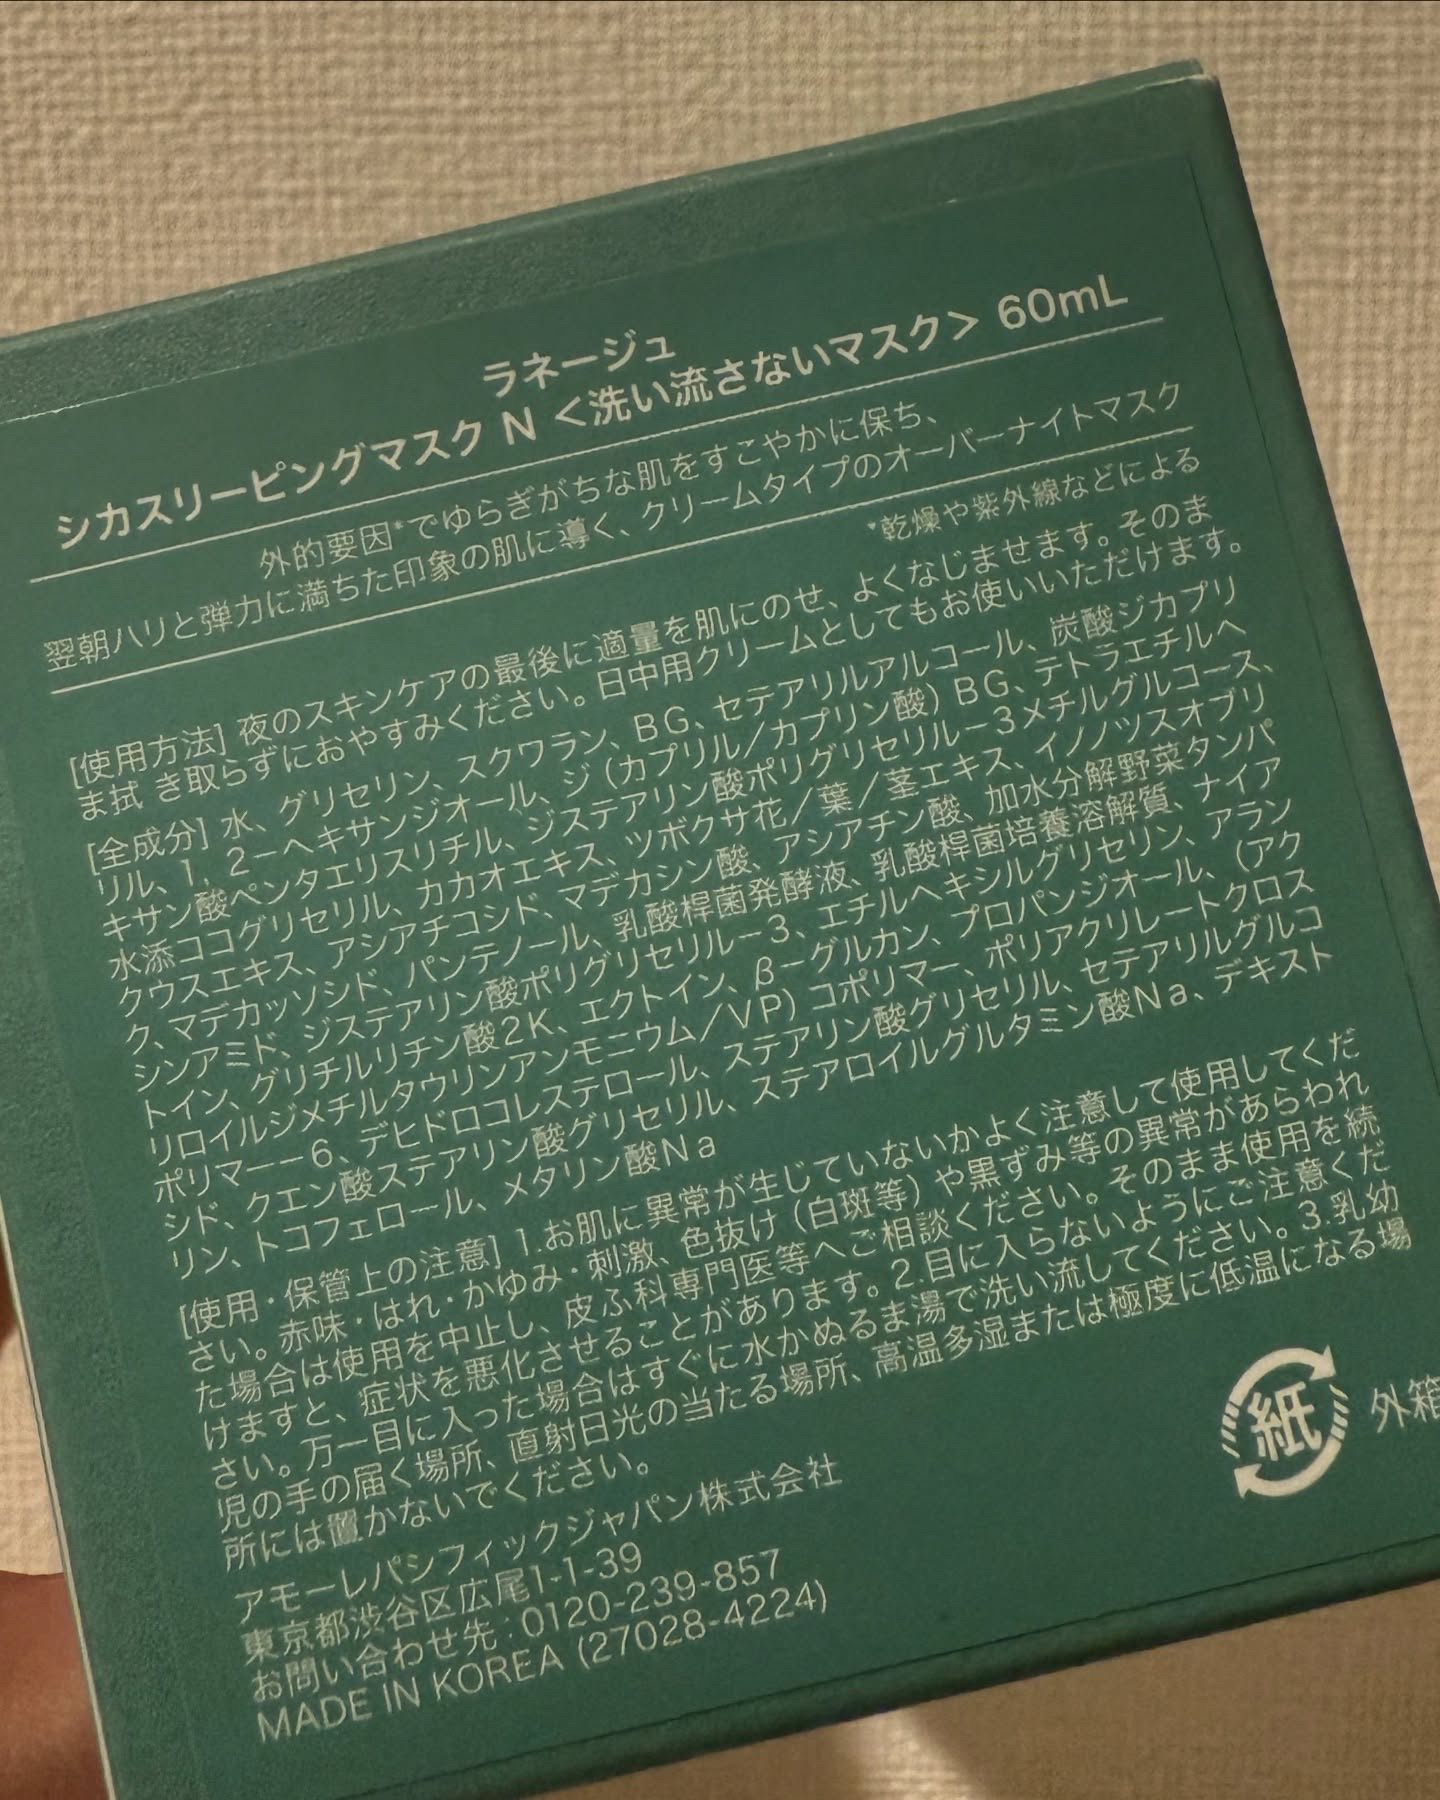 ラネージュ
シカスリーピングマスク N <洗い流さないマスク> 60mL
外的要因*でゆらぎがちな肌をすこやかに保ち、
翌朝ハリと弾力に満ちた印象の肌に導く、クリームタイプのオーバーナイトマスク
*乾燥や紫外線などによる
[使用方法] 夜のスキンケアの最後に適量を肌にのせ、よくなじませます。そのま
ま拭 き取らずにおやすみください。日中用クリームとしてもお使いいただけます。
[全成分] 水、グリセリン、スクワラン、BG、セテアリルアルコール、炭酸ジカプリ
リル、1，2－ヘキサンジオール、ジ（カプリル／カプリン酸）BG、テトラエチルヘ
キサン酸ペンタエリスリチル、ジステアリン酸ポリグリセリル－3メチルグルコース、
水添ココグリセリル、カカオエキス、ツボクサ花／葉／茎エキス、イノノツスオブリ
クウスエキス、アシアチコシド、マデカシン酸、アシアチン酸、加水分解野菜タンパ
ク、マデカッソシド、パンテノール、乳酸桿菌発酵液、乳酸桿菌培養溶解質、ナイア
シンアミド、ジステアリン酸ポリグリセリル－3、エチルヘキシルグリセリン、アラン
トイン、グリチルリチン酸2K、エクトイン、β－グルカン、プロパンジオール、（アク
リロイルジメチルタウリンアンモニウム／VP）コポリマー、ポリアクリレートクロス
ポリマー－6、デヒドロコレステロール、ステアリン酸グリセリル、セテアリルグルコ
シド、クエン酸ステアリン酸グリセリル、ステアロイルグルタミン酸Na、デキスト
リン、トコフェロール、メタリン酸Na
[使用・保管上の注意] 1.お肌に異常が生じていないかよく注意して使用してくだ
さい。赤味・はれ・かゆみ・刺激、色抜け（白斑等）や黒ずみ等の異常があらわれ
た場合は使用を中止し、皮ふ科専門医等へご相談ください。そのまま使用を続
けますと、症状を悪化させることがあります。2.目に入らないようにご注意くだ
さい。万一目に入った場合はすぐに水かぬるま湯で洗い流してください。3.乳幼
児の手の届く場所、直射日光の当たる場所、高温多湿または極度に低温になる場
所には置かないでください。
アモーレパシフィックジャパン株式会社
東京都渋谷区広尾1-1-39
お問い合わせ先：0120-239-857
MADE IN KOREA (27028-4224)
紙
外箱